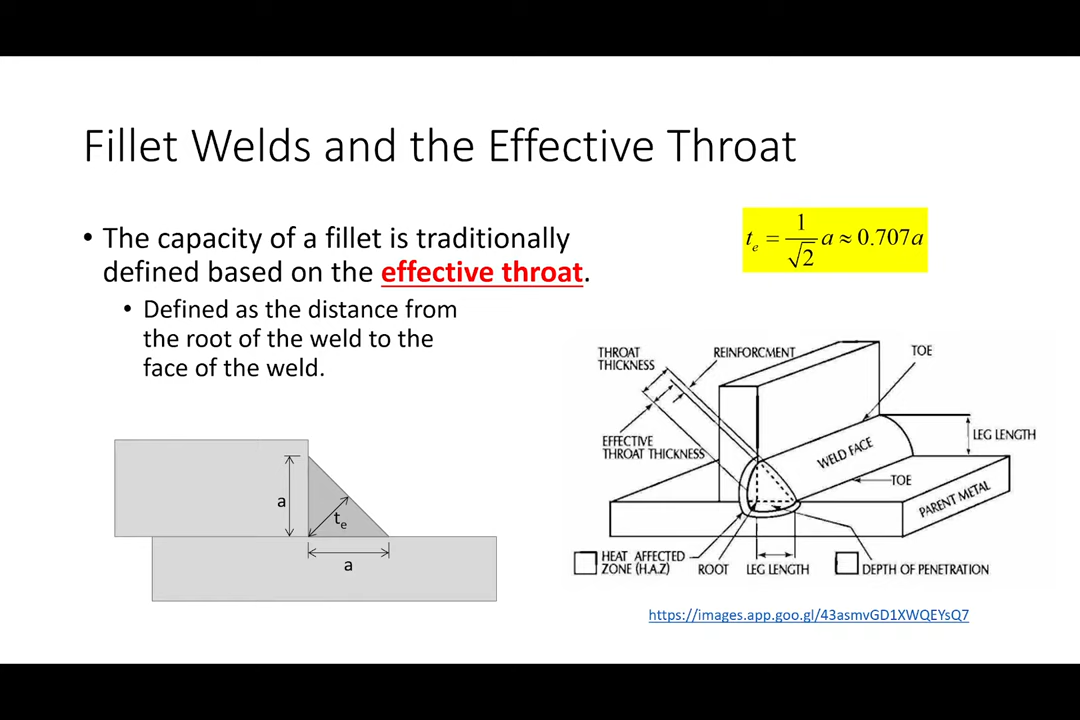 Fillet Welds and the Effective Throat
• The capacity of a fillet is traditionally
defined based on the effective throat.
• Defined as the distance from
the root of the weld to the
face of the weld.
te = 1/√2 a ≈ 0.707a
a
te
a
THROAT
THICKNESS
REINFORCMENT
TOE
EFFECTIVE
THROAT THICKNESS
WELD FACE
LEG LENGTH
TOE
PARENT METAL
HEAT AFFECTED
ZONE (H.A.Z)
ROOT
LEG LENGTH
DEPTH OF PENETRATION
https://images.app.goo.gl/43asmvGD1XWQEYsQ7